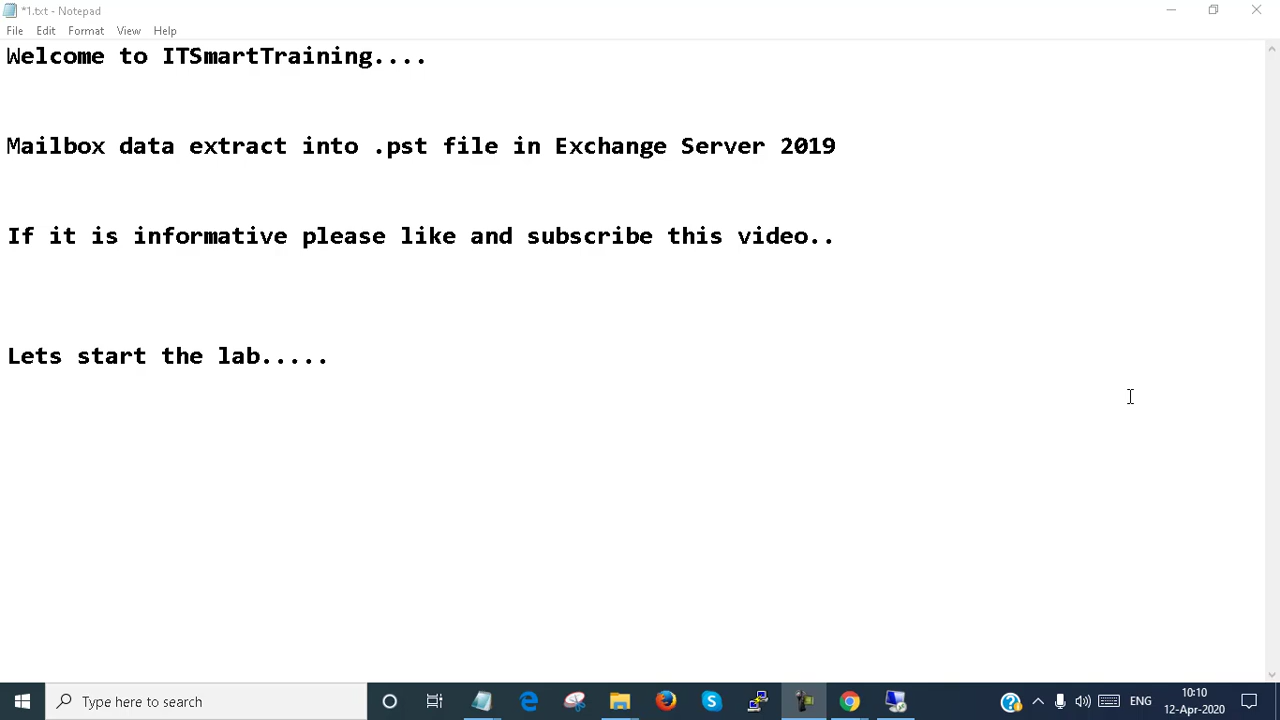 *1.txt - Notepad
File Edit Format View Help
Welcome to ITSmartTraining....
Mailbox data extract into .pst file in Exchange Server 2019
If it is informative please like and subscribe this video..
Lets start the lab.....
Type here to search
ENG
10:10
12-Apr-2020